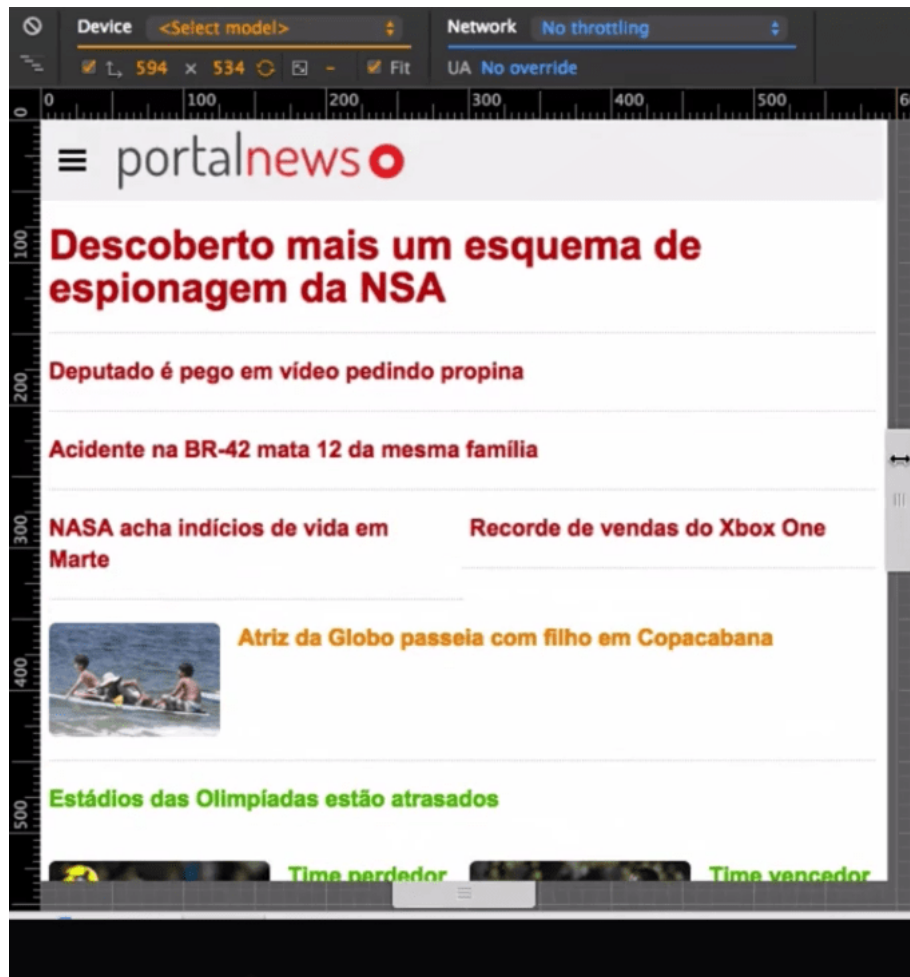 Device <Select model> Network No throttling
594 × 534 - Fit UA No override
0 100 200 300 400 500 6
0
portalnews
100
Descoberto mais um esquema de
espionagem da NSA
200
Deputado é pego em vídeo pedindo propina
Acidente na BR-42 mata 12 da mesma família
300
NASA acha indícios de vida em
Marte
Recorde de vendas do Xbox One
400
Atriz da Globo passeia com filho em Copacabana
500
Estádios das Olimpíadas estão atrasados
Time perdedor
Time vencedor